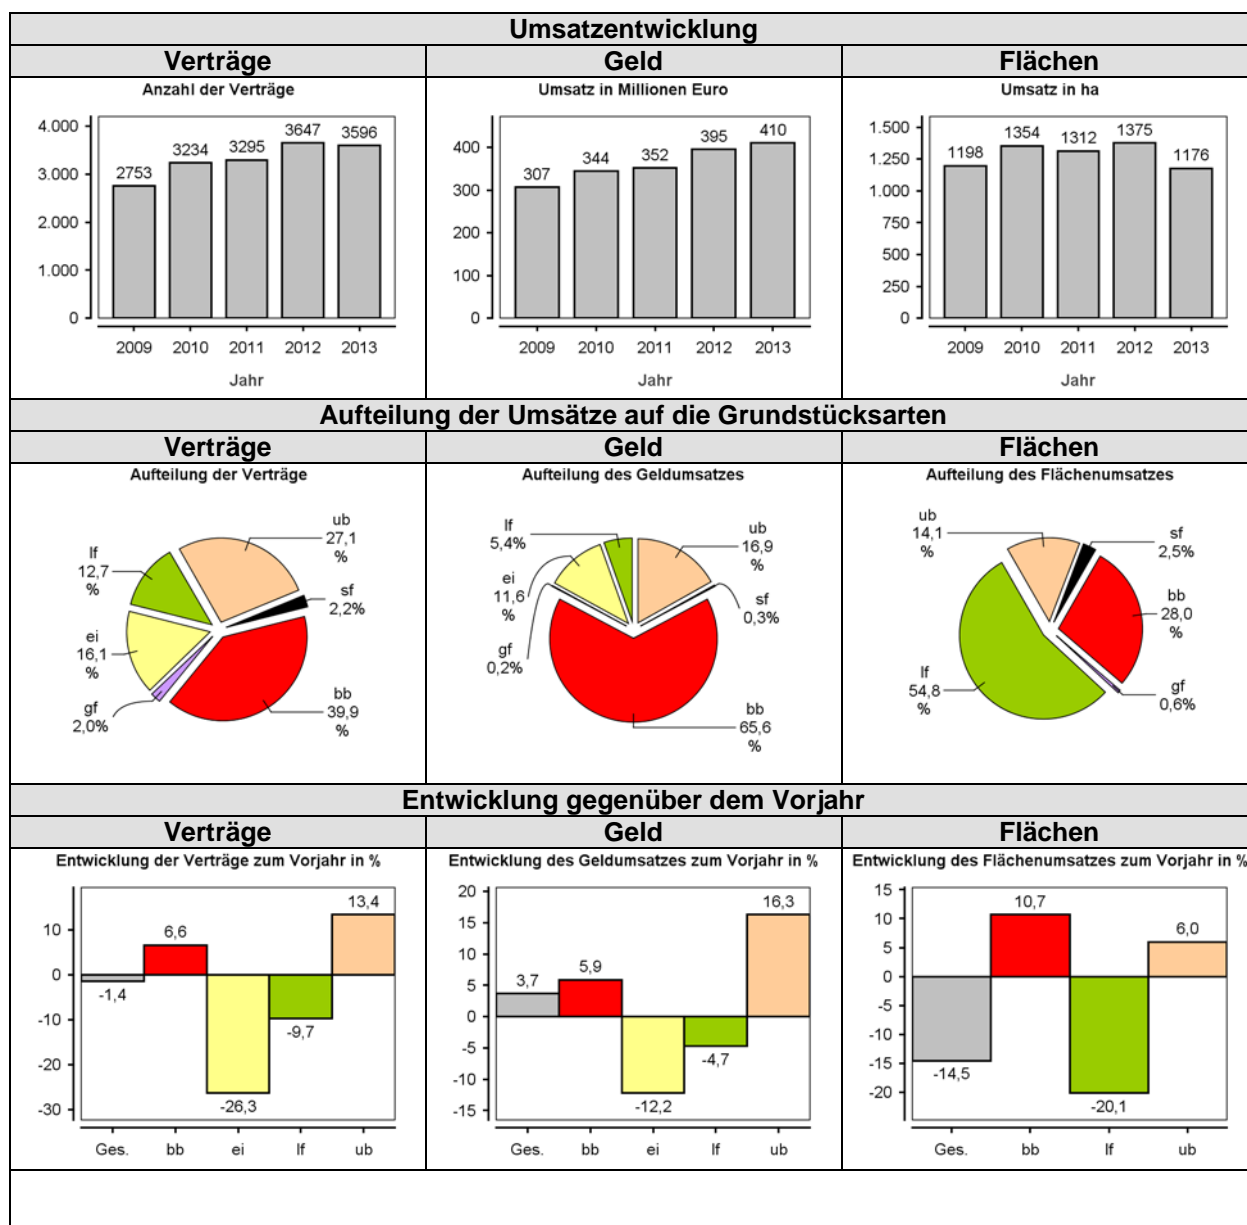 Umsatzentwicklung
Verträge
Geld
Flächen
Anzahl der Verträge
4.000
3.000
2.000
1.000
0
2753
3234
3295
3647
3596
2009
2010
2011
2012
2013
Jahr
Umsatz in Millionen Euro
400
300
200
100
0
307
344
352
395
410
2009
2010
2011
2012
2013
Jahr
Umsatz in ha
1.500
1.250
1.000
750
500
250
0
1198
1354
1312
1375
1176
2009
2010
2011
2012
2013
Jahr
Aufteilung der Umsätze auf die Grundstücksarten
Verträge
Geld
Flächen
Aufteilung der Verträge
ub
27,1
%
lf
12,7
%
sf
2,2%
ei
16,1
%
gf
2,0%
bb
39,9
%
Aufteilung des Geldumsatzes
lf
5,4%
ub
16,9
%
ei
11,6
%
sf
0,3%
gf
0,2%
bb
65,6
%
Aufteilung des Flächenumsatzes
ub
14,1
%
sf
2,5%
bb
28,0
%
lf
54,8
%
gf
0,6%
Entwicklung gegenüber dem Vorjahr
Verträge
Geld
Flächen
Entwicklung der Verträge zum Vorjahr in %
10
0
-10
-20
-30
-1,4
6,6
-26,3
-9,7
13,4
Ges.
bb
ei
lf
ub
Entwicklung des Geldumsatzes zum Vorjahr in %
20
15
10
5
0
-5
-10
-15
3,7
5,9
-12,2
-4,7
16,3
Ges.
bb
ei
lf
ub
Entwicklung des Flächenumsatzes zum Vorjahr in %
15
10
5
0
-5
-10
-15
-20
-14,5
10,7
-20,1
6,0
Ges.
bb
lf
ub